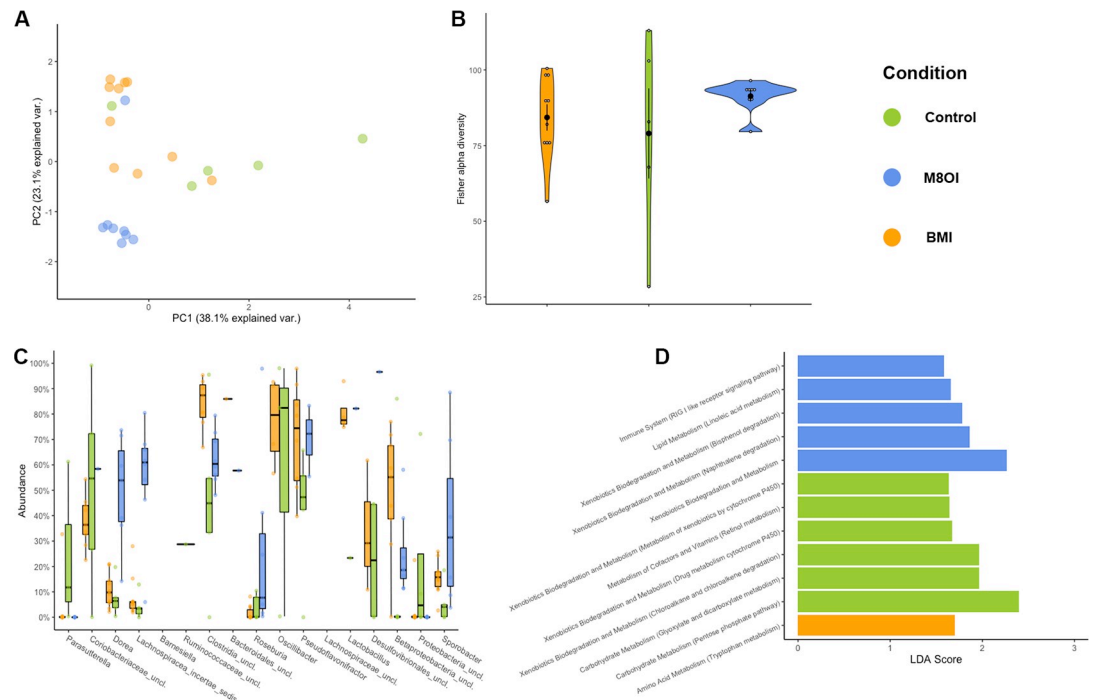 A
PC2 (23.1% explained var.)
2
1
0
-1
-2
0
2
4
PC1 (38.1% explained var.)
B
Fisher alpha diversity
100
75
50
25
Condition
Control
M8OI
BMI
C
Abundance
100%
90%
80%
70%
60%
50%
40%
30%
20%
10%
0%
Parasutterella
Coriobacteriaceae_uncl.
Dorea
Lachnospiracea_incertae_sedis
Barnesiella
Ruminococcaceae_uncl.
Clostridia_uncl.
Bacteroidales_uncl.
Roseburia
Oscillibacter
Pseudoflavonifractor
Lachnospiraceae_uncl.
Lactobacillus
Desulfovibrionales_uncl.
Betaproteobacteria_uncl.
Proteobacteria_uncl.
Sporobacter
D
Immune System (RIG I like receptor signaling pathway)
Lipid Metabolism (Linoleic acid metabolism)
Xenobiotics Biodegradation and Metabolism (Bisphenol degradation)
Xenobiotics Biodegradation and Metabolism (Naphthalene degradation)
Xenobiotics Biodegradation and Metabolism
Xenobiotics Biodegradation and Metabolism (Metabolism of xenobiotics by cytochrome P450)
Metabolism of Cofactors and Vitamins (Retinol metabolism)
Xenobiotics Biodegradation and Metabolism (Drug metabolism cytochrome P450)
Xenobiotics Biodegradation and Metabolism (Chloroalkane and chloroalkene degradation)
Carbohydrate Metabolism (Glyoxylate and dicarboxylate metabolism)
Carbohydrate Metabolism (Pentose phosphate pathway)
Amino Acid Metabolism (Tryptophan metabolism)
0
1
2
3
LDA Score